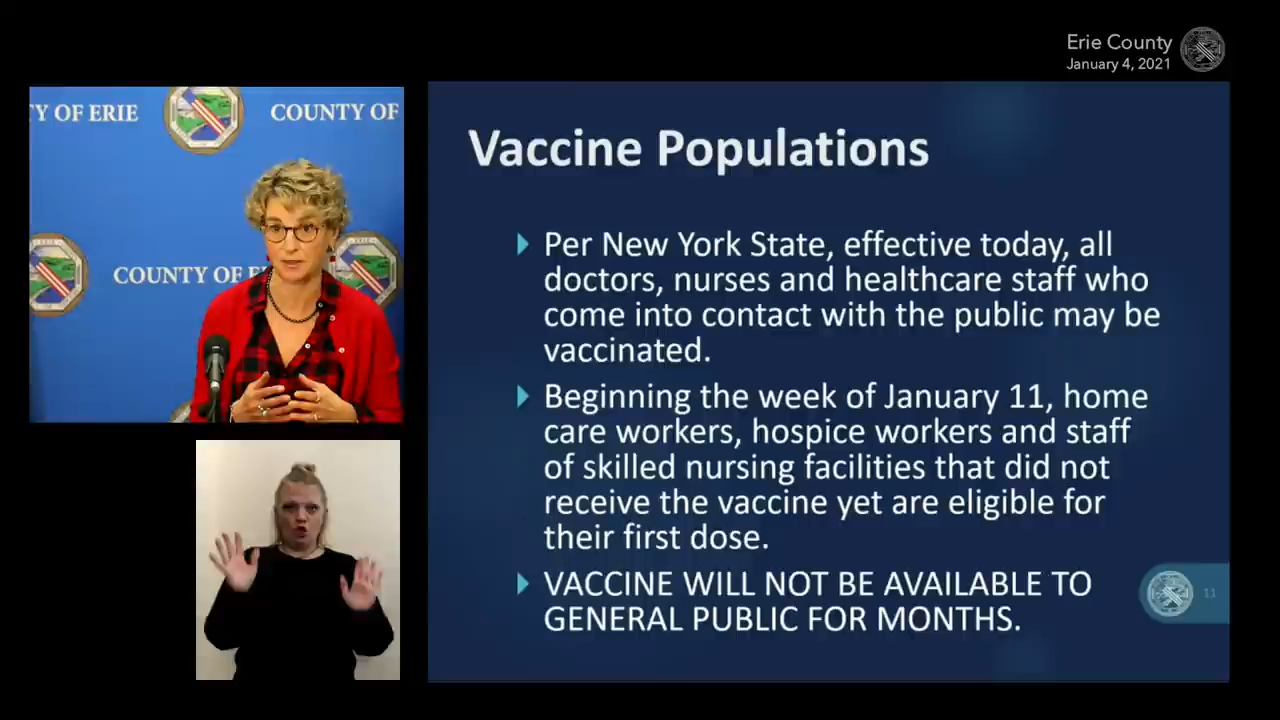 Erie County
January 4, 2021
TY OF ERIE
COUNTY OF
COUNTY OF E
Vaccine Populations
Per New York State, effective today, all
doctors, nurses and healthcare staff who
come into contact with the public may be
vaccinated.
Beginning the week of January 11, home
care workers, hospice workers and staff
of skilled nursing facilities that did not
receive the vaccine yet are eligible for
their first dose.
VACCINE WILL NOT BE AVAILABLE TO
GENERAL PUBLIC FOR MONTHS.
11